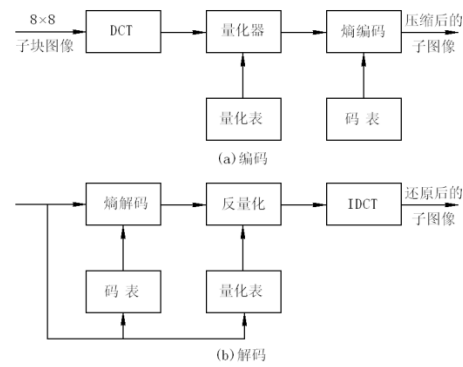 8×8
子块图像
DCT
量化器
熵编码
压缩后的
子图像
量化表
码 表
(a)编码
熵解码
反量化
IDCT
还原后的
子图像
码 表
量化表
(b)解码